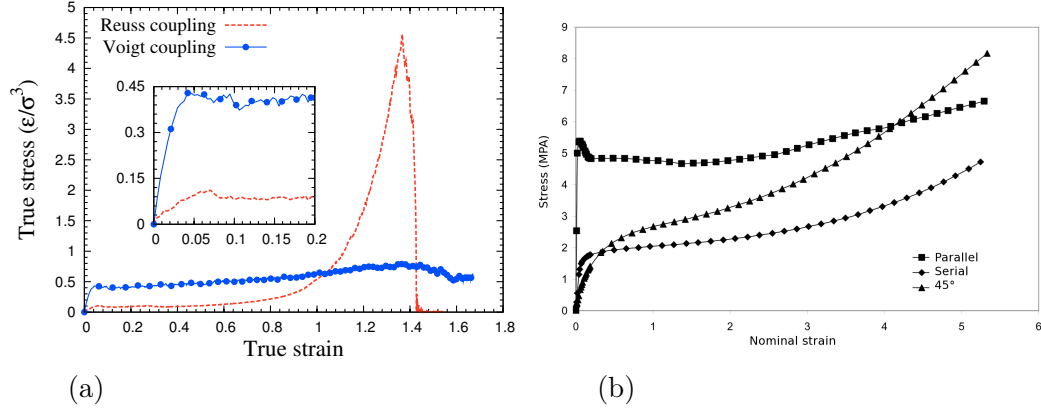 Reuss coupling
Voigt coupling
5
4.5
4
3.5
3
2.5
2
1.5
1
0.5
0
True stress (ε/σ³)
0.45
0.3
0.15
0
0 0.05 0.1 0.15 0.2
0 0.2 0.4 0.6 0.8 1 1.2 1.4 1.6 1.8
True strain
(a)
9
8
7
6
5
4
3
2
1
0
Stress (MPA)
Parallel
Serial
45°
0 1 2 3 4 5 6
Nominal strain
(b)